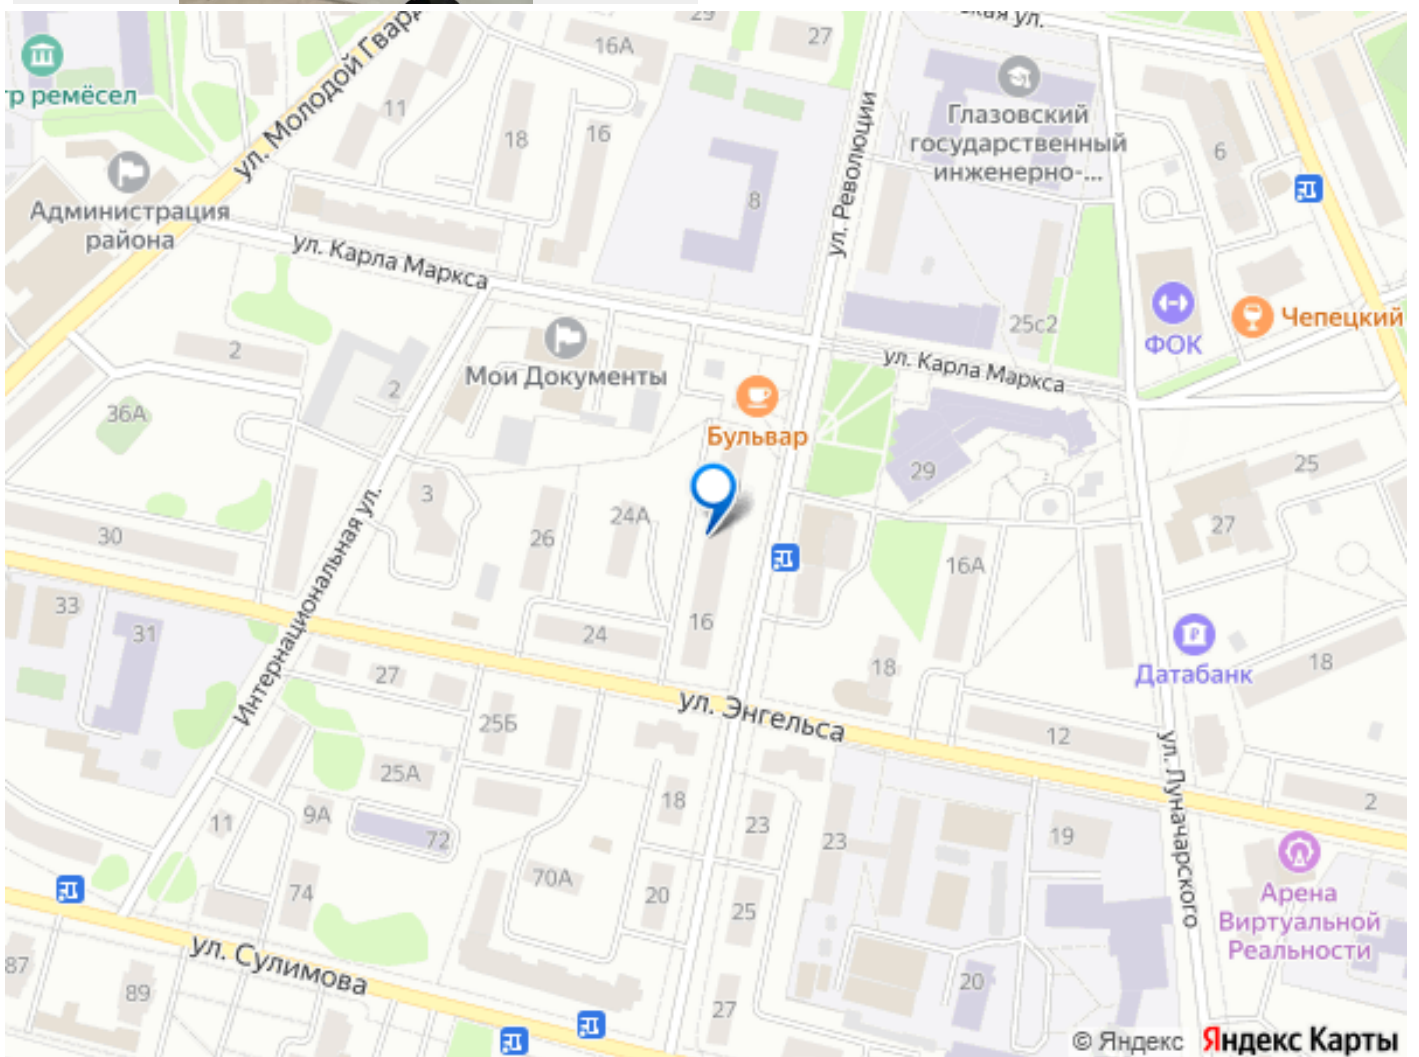 29
27
ская ул.
16А
ул. Молодой Гвард
р ремёсел
11
18
16
Глазовский
государственный
инженерно-...
6
8
ул. Революции
Администрация
района
ул. Карла Маркса
25с2
ФОК
Чепецкий
2
Мои Документы
2
ул. Карла Маркса
36А
Бульвар
29
25
3
24А
26
27
30
Интернациональная ул.
16А
33
31
24
16
18
Датабанк
18
27
25Б
ул. Энгельса
12
ул. Луначарского
25А
18
23
2
11
9А
72
23
19
70А
74
20
25
Арена
Виртуальной
Реальности
ул. Сулимова
87
89
27
20
© Яндекс Яндекс Карты